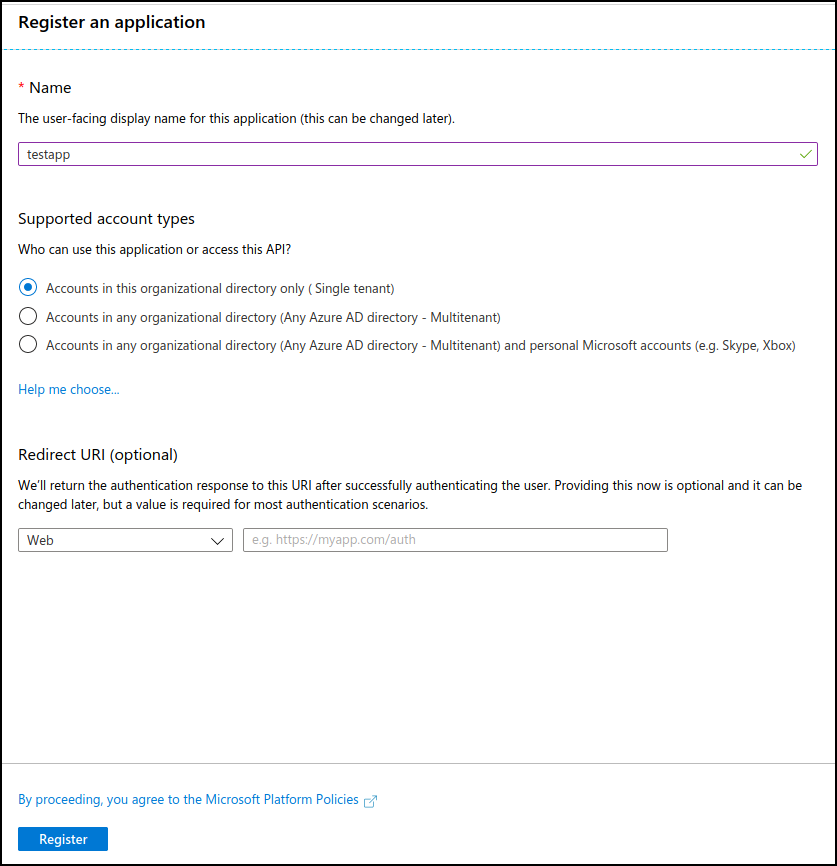 Register an application
* Name
The user-facing display name for this application (this can be changed later).
testapp
Supported account types
Who can use this application or access this API?
Accounts in this organizational directory only ( Single tenant)
Accounts in any organizational directory (Any Azure AD directory - Multitenant)
Accounts in any organizational directory (Any Azure AD directory - Multitenant) and personal Microsoft accounts (e.g. Skype, Xbox)
Help me choose...
Redirect URI (optional)
We'll return the authentication response to this URI after successfully authenticating the user. Providing this now is optional and it can be
changed later, but a value is required for most authentication scenarios.
Web
e.g. https://myapp.com/auth
By proceeding, you agree to the Microsoft Platform Policies
Register